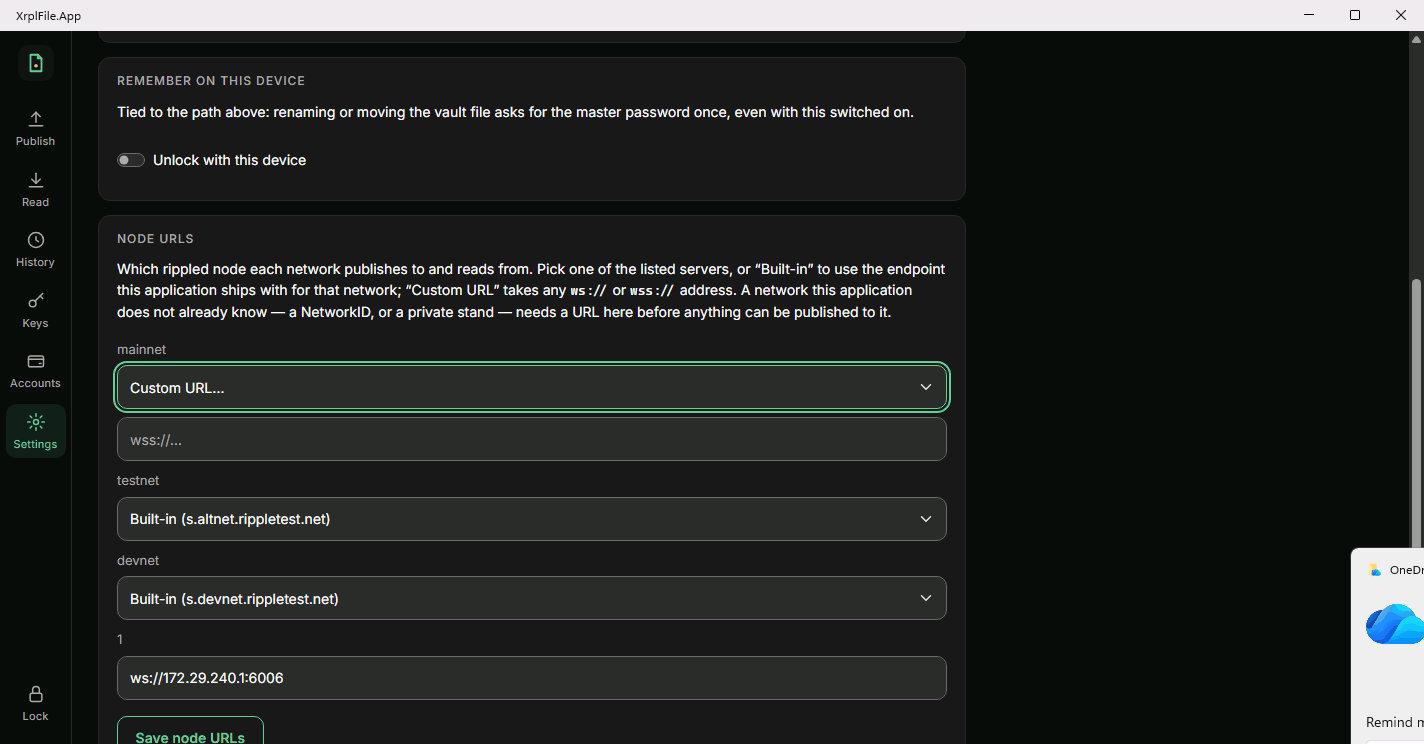 XrplFile.App
Publish
Read
History
Keys
Accounts
Settings
Lock
REMEMBER ON THIS DEVICE
Tied to the path above: renaming or moving the vault file asks for the master password once, even with this switched on.
Unlock with this device
NODE URLS
Which rippled node each network publishes to and reads from. Pick one of the listed servers, or “Built-in” to use the endpoint
this application ships with for that network; “Custom URL” takes any ws:// or wss:// address. A network this application
does not already know — a NetworkID, or a private stand — needs a URL here before anything can be published to it.
mainnet
Custom URL...
wss://...
testnet
Built-in (s.altnet.rippletest.net)
devnet
Built-in (s.devnet.rippletest.net)
1
ws://172.29.240.1:6006
Save node URLs
OneDr
Remind m